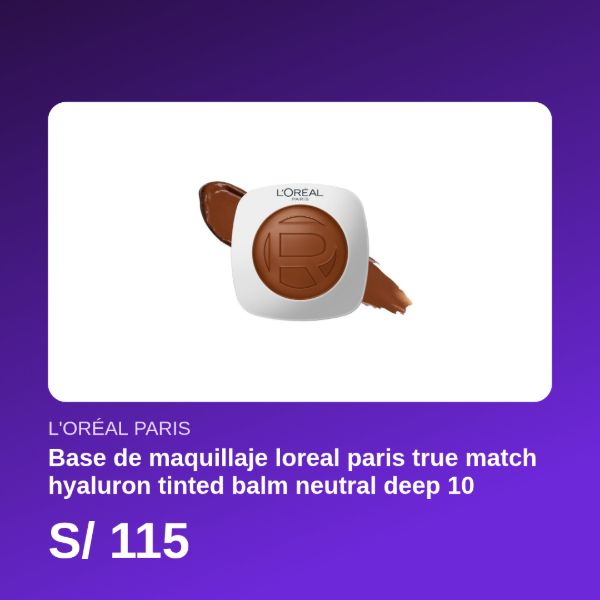 L'ORÉAL
PARIS
L'ORÉAL PARIS
Base de maquillaje loreal paris true match
hyaluron tinted balm neutral deep 10
S/ 115